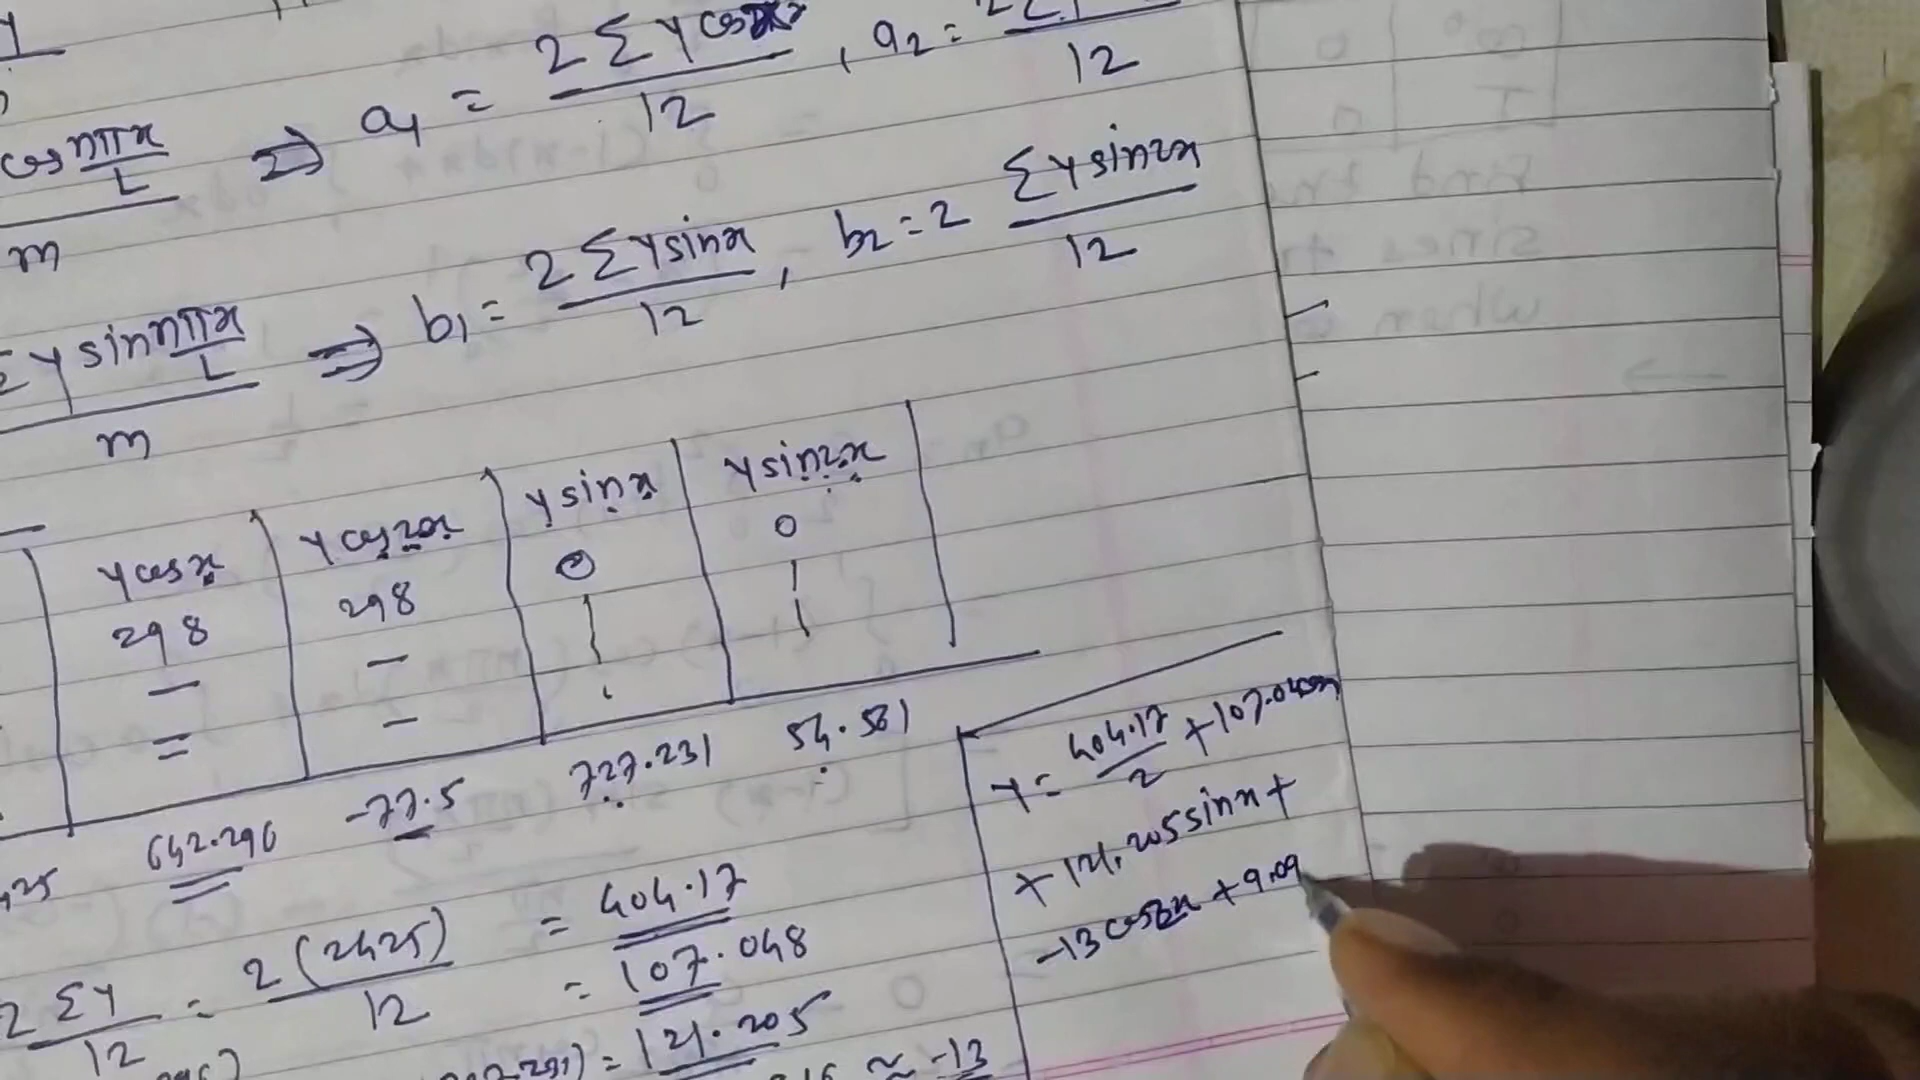 a₁ = 2 Σ y cos x / 12 , a₂ =
12
cos nπx / L
m
⇒ b₁ = 2 Σ y sin x / 12 , b₂ = 2 Σ y sin 2x / 12
Σ y sin nπx / L
m
y cos x | y cos 2x | y sin x | y sin 2x
298 | 298 | 0 | 0
642.296 -77.5 727.231 54.581
2 Σ y / 12 = 2 (2425) / 12 = 404.17
= 107.048
= 121.205
≈ -13
y = 404.17 / 2 + 107.04
+ 121.205 sin x +
-13 cos 2x + 9.09